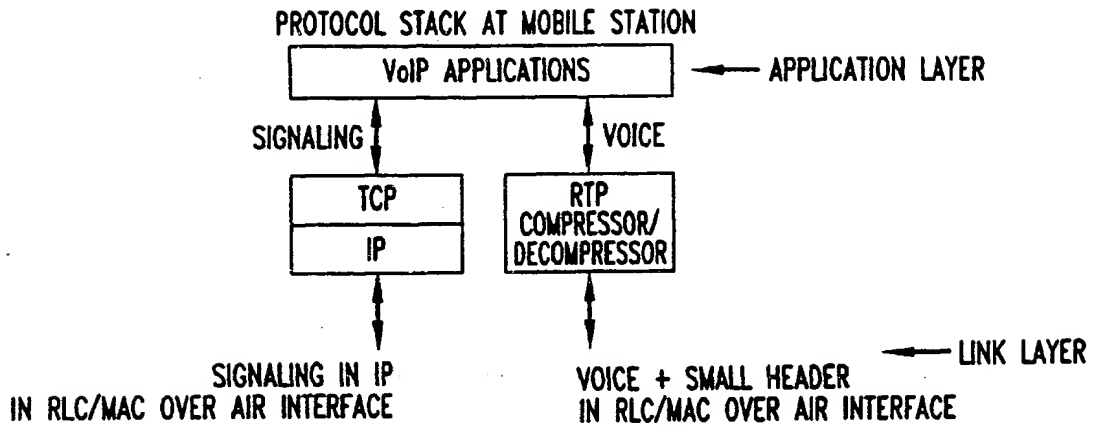 PROTOCOL STACK AT MOBILE STATION
VoIP APPLICATIONS
APPLICATION LAYER
SIGNALING
VOICE
TCP
IP
RTP
COMPRESSOR/
DECOMPRESSOR
LINK LAYER
SIGNALING IN IP
IN RLC/MAC OVER AIR INTERFACE
VOICE + SMALL HEADER
IN RLC/MAC OVER AIR INTERFACE